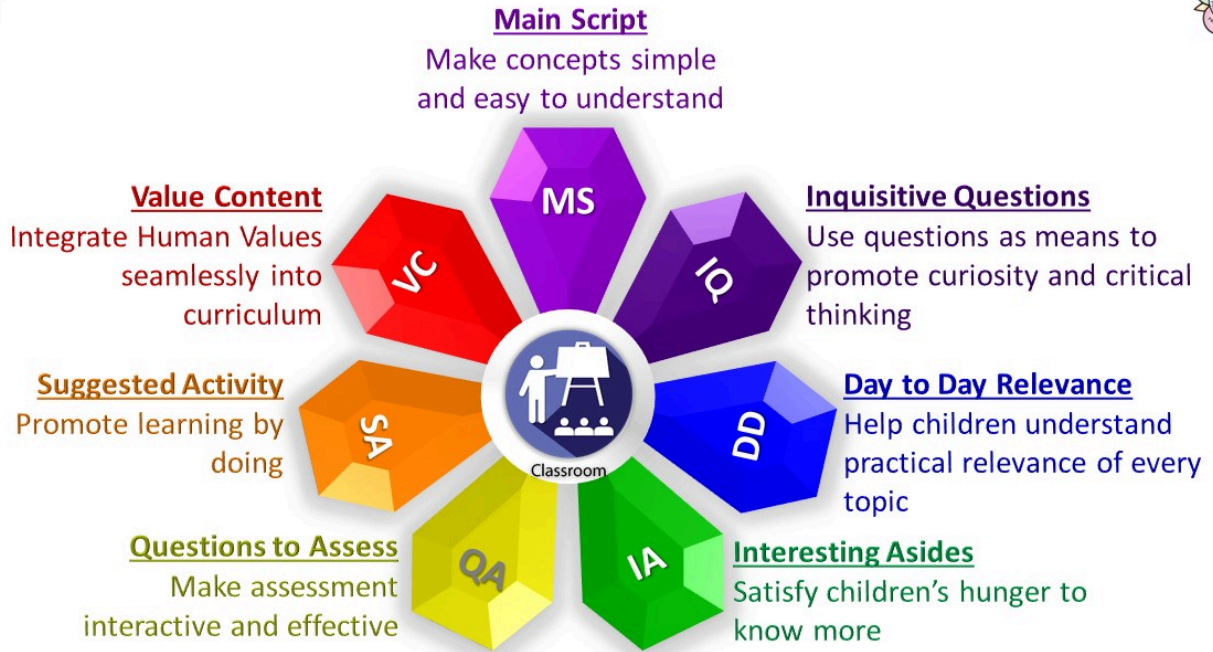 Main Script
Make concepts simple
and easy to understand
MS
Inquisitive Questions
Use questions as means to
promote curiosity and critical
thinking
IQ
Day to Day Relevance
Help children understand
practical relevance of every
topic
DD
Interesting Asides
Satisfy children's hunger to
know more
IA
Questions to Assess
Make assessment
interactive and effective
QA
Suggested Activity
Promote learning by
doing
SA
Value Content
Integrate Human Values
seamlessly into
curriculum
VC
Classroom